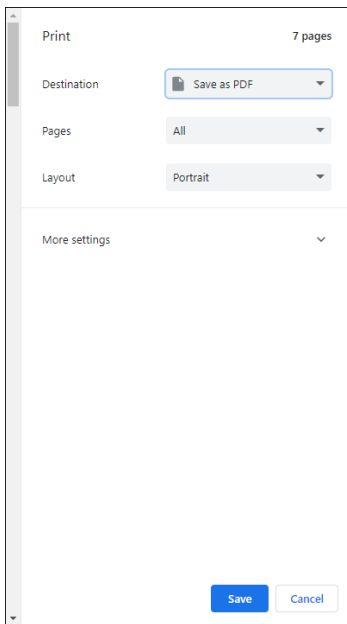 Print 7 pages
Destination Save as PDF
Pages All
Layout Portrait
More settings
Save Cancel